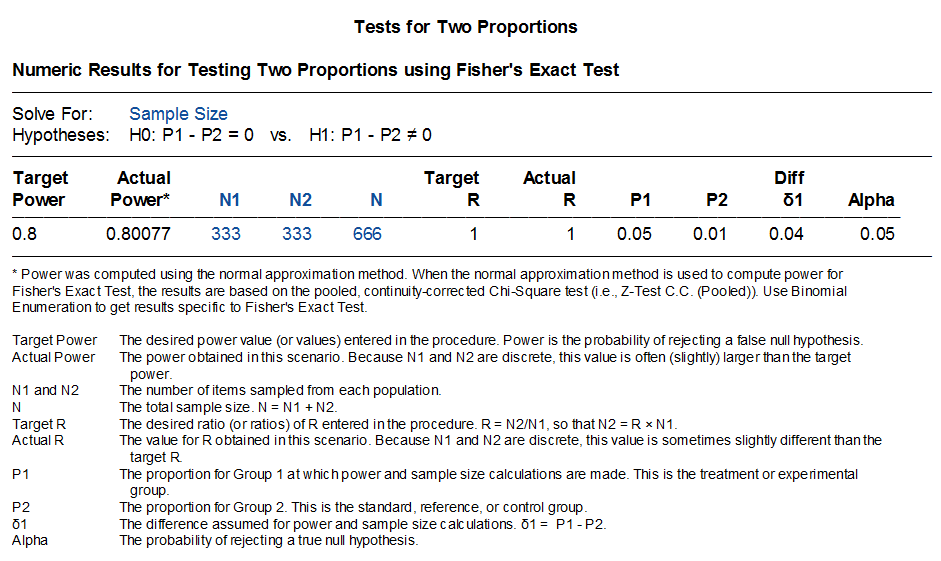 Tests for Two Proportions
Numeric Results for Testing Two Proportions using Fisher's Exact Test
Solve For: Sample Size
Hypotheses: H0: P1 - P2 = 0 vs. H1: P1 - P2 ≠ 0
Target Actual Target Actual Diff
Power Power* N1 N2 N R R P1 P2 δ1 Alpha
0.8 0.80077 333 333 666 1 1 0.05 0.01 0.04 0.05
* Power was computed using the normal approximation method. When the normal approximation method is used to compute power for
Fisher's Exact Test, the results are based on the pooled, continuity-corrected Chi-Square test (i.e., Z-Test C.C. (Pooled)). Use Binomial
Enumeration to get results specific to Fisher's Exact Test.
Target Power The desired power value (or values) entered in the procedure. Power is the probability of rejecting a false null hypothesis.
Actual Power The power obtained in this scenario. Because N1 and N2 are discrete, this value is often (slightly) larger than the target
power.
N1 and N2 The number of items sampled from each population.
N The total sample size. N = N1 + N2.
Target R The desired ratio (or ratios) of R entered in the procedure. R = N2/N1, so that N2 = R × N1.
Actual R The value for R obtained in this scenario. Because N1 and N2 are discrete, this value is sometimes slightly different than the
target R.
P1 The proportion for Group 1 at which power and sample size calculations are made. This is the treatment or experimental
group.
P2 The proportion for Group 2. This is the standard, reference, or control group.
δ1 The difference assumed for power and sample size calculations. δ1 = P1 - P2.
Alpha The probability of rejecting a true null hypothesis.